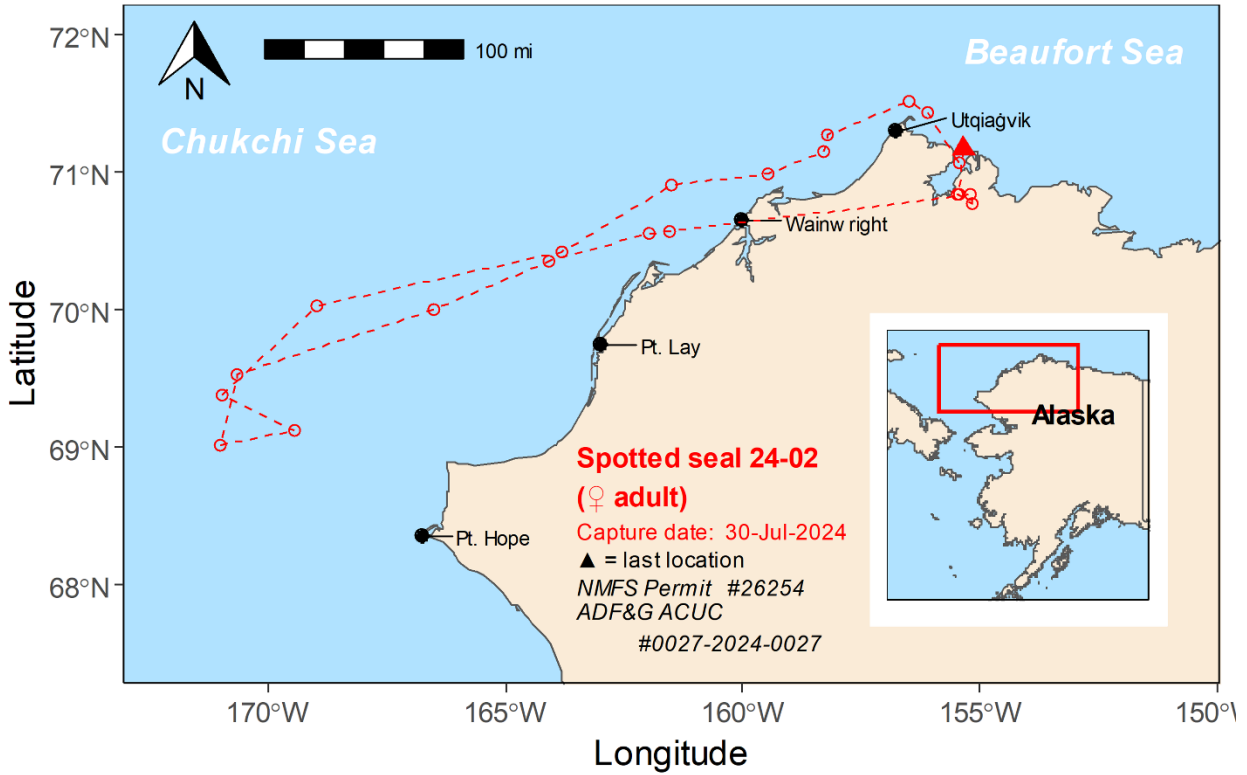 72°N
71°N
70°N
69°N
68°N
Latitude
N
100 mi
Beaufort Sea
Chukchi Sea
Utqiaġvik
Wainw right
Pt. Lay
Pt. Hope
Spotted seal 24-02
(♀ adult)
Capture date: 30-Jul-2024
▲ = last location
NMFS Permit #26254
ADF&G ACUC
#0027-2024-0027
Alaska
170°W
165°W
160°W
155°W
150°W
Longitude